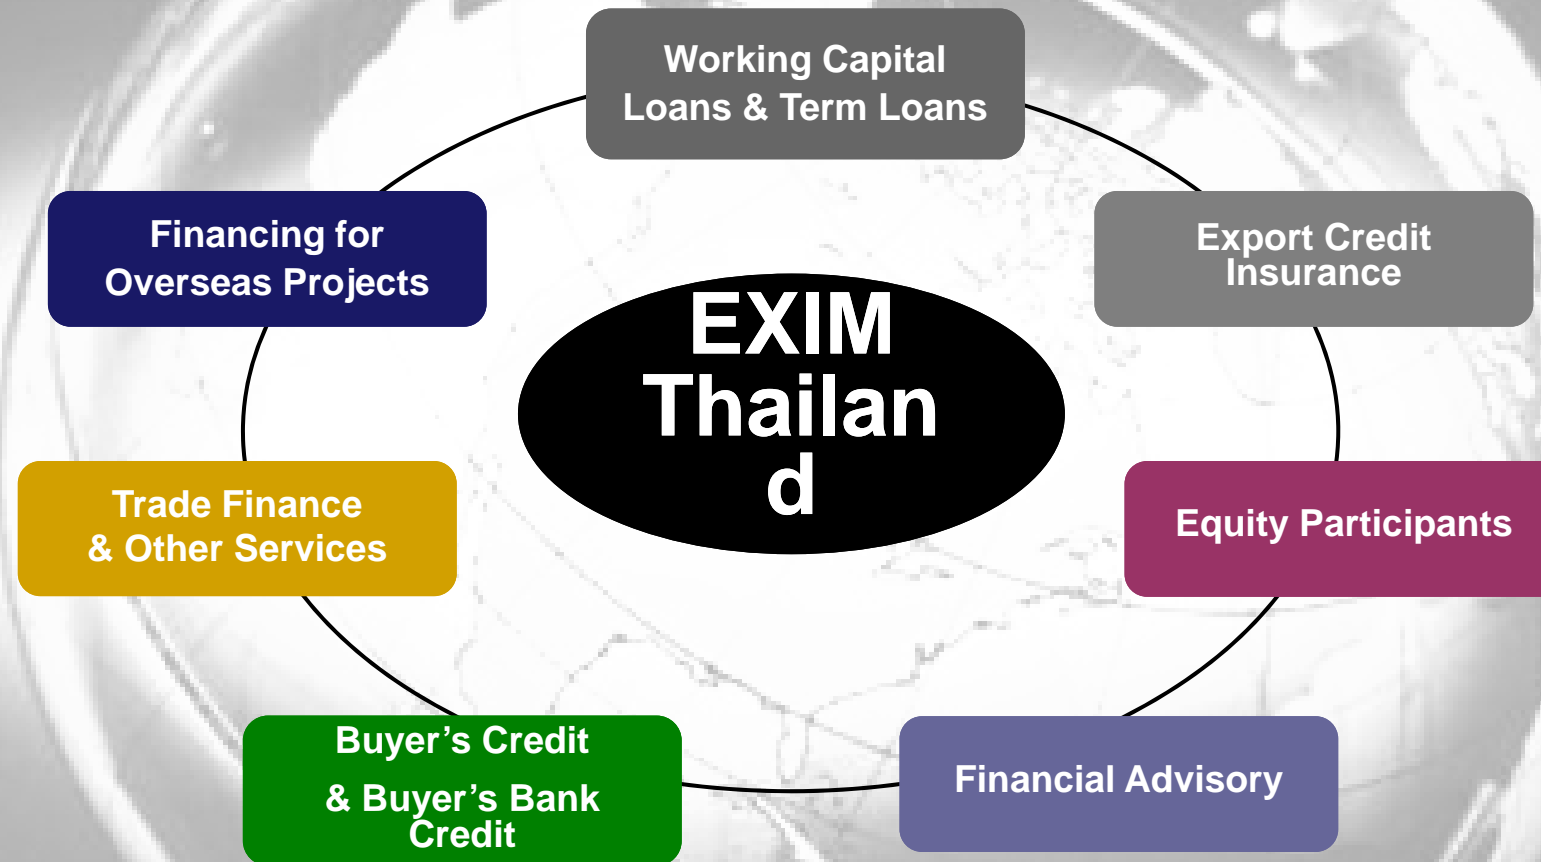 Working Capital
Loans & Term Loans
Financing for
Overseas Projects
Export Credit
Insurance
EXIM
Thailan
d
Trade Finance
& Other Services
Equity Participants
Buyer’s Credit
& Buyer’s Bank
Credit
Financial Advisory